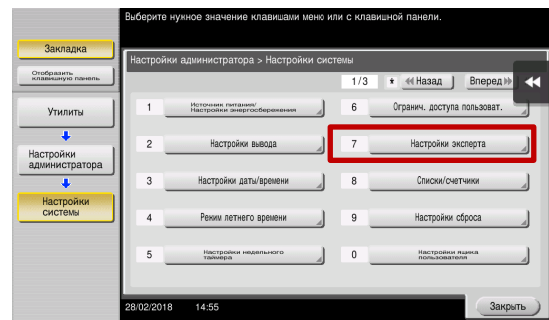 Выберите нужное значение клавишами меню или с клавишной панели.
Закладка
Отобразить
клавишную панель
Утилиты
Настройки
администратора
Настройки
системы
Настройки администратора > Настройки системы
1/3 * Назад Вперед
1 Источник питания/
Настройки энергосбережения
6 Огранич. доступа пользоват.
2 Настройки вывода
7 Настройки эксперта
3 Настройки даты/времени
8 Списки/счетчики
4 Реким летнего времени
9 Настройки сброса
5 Настройки недельного
таймера
0 Настройки ящика
пользователя
28/02/2018 14:55
Закрыть